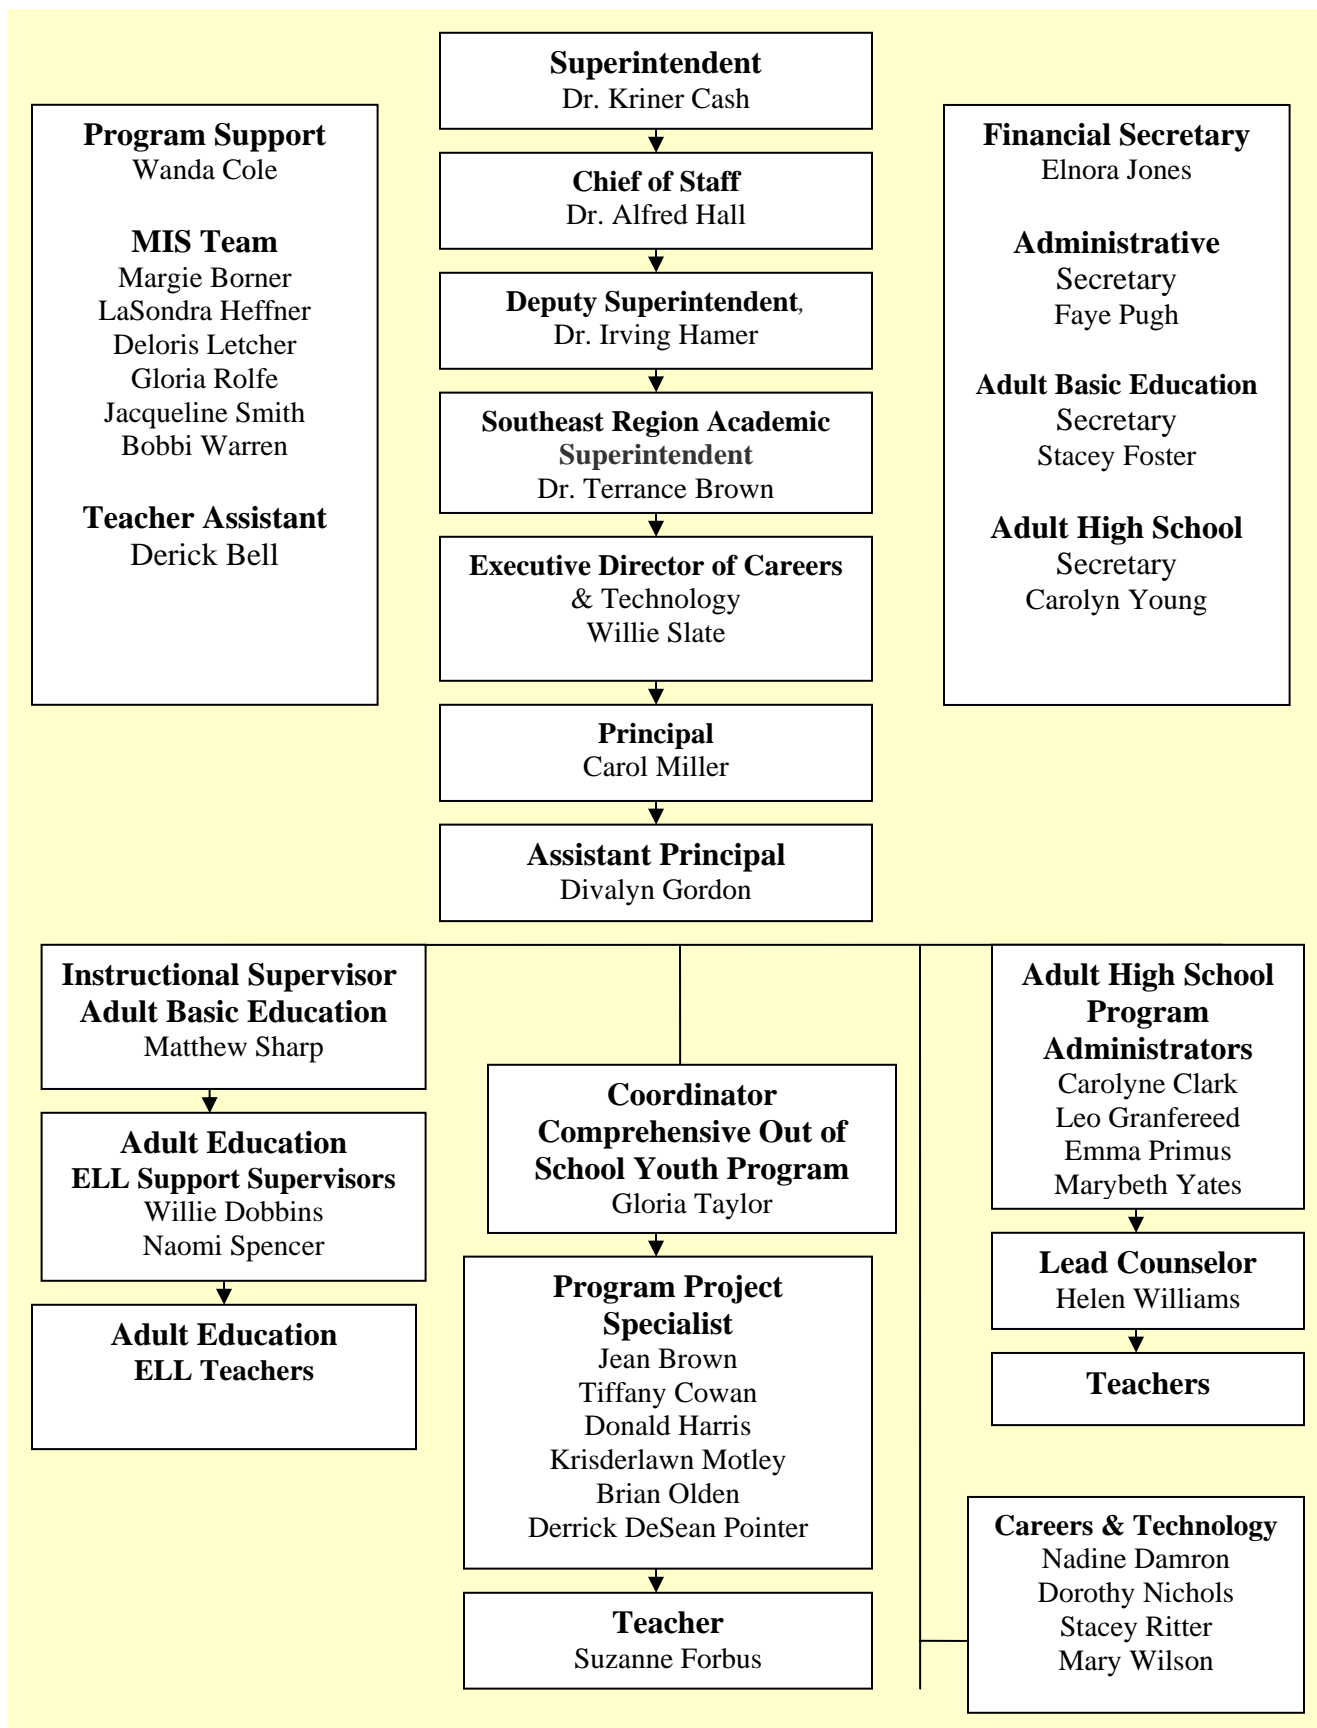 Superintendent
Dr. Kriner Cash
Program Support
Wanda Cole
MIS Team
Margie Borner
LaSondra Heffner
Deloris Letcher
Gloria Rolfe
Jacqueline Smith
Bobbi Warren
Teacher Assistant
Derick Bell
Chief of Staff
Dr. Alfred Hall
Deputy Superintendent,
Dr. Irving Hamer
Southeast Region Academic
Superintendent
Dr. Terrance Brown
Executive Director of Careers
& Technology
Willie Slate
Principal
Carol Miller
Assistant Principal
Divalyn Gordon
Financial Secretary
Elnora Jones
Administrative
Secretary
Faye Pugh
Adult Basic Education
Secretary
Stacey Foster
Adult High School
Secretary
Carolyn Young
Instructional Supervisor
Adult Basic Education
Matthew Sharp
Adult Education
ELL Support Supervisors
Willie Dobbins
Naomi Spencer
Adult Education
ELL Teachers
Coordinator
Comprehensive Out of
School Youth Program
Gloria Taylor
Program Project
Specialist
Jean Brown
Tiffany Cowan
Donald Harris
Krisderlawn Motley
Brian Olden
Derrick DeSean Pointer
Teacher
Suzanne Forbus
Adult High School
Program
Administrators
Carolyne Clark
Leo Granfereed
Emma Primus
Marybeth Yates
Lead Counselor
Helen Williams
Teachers
Careers & Technology
Nadine Damron
Dorothy Nichols
Stacey Ritter
Mary Wilson